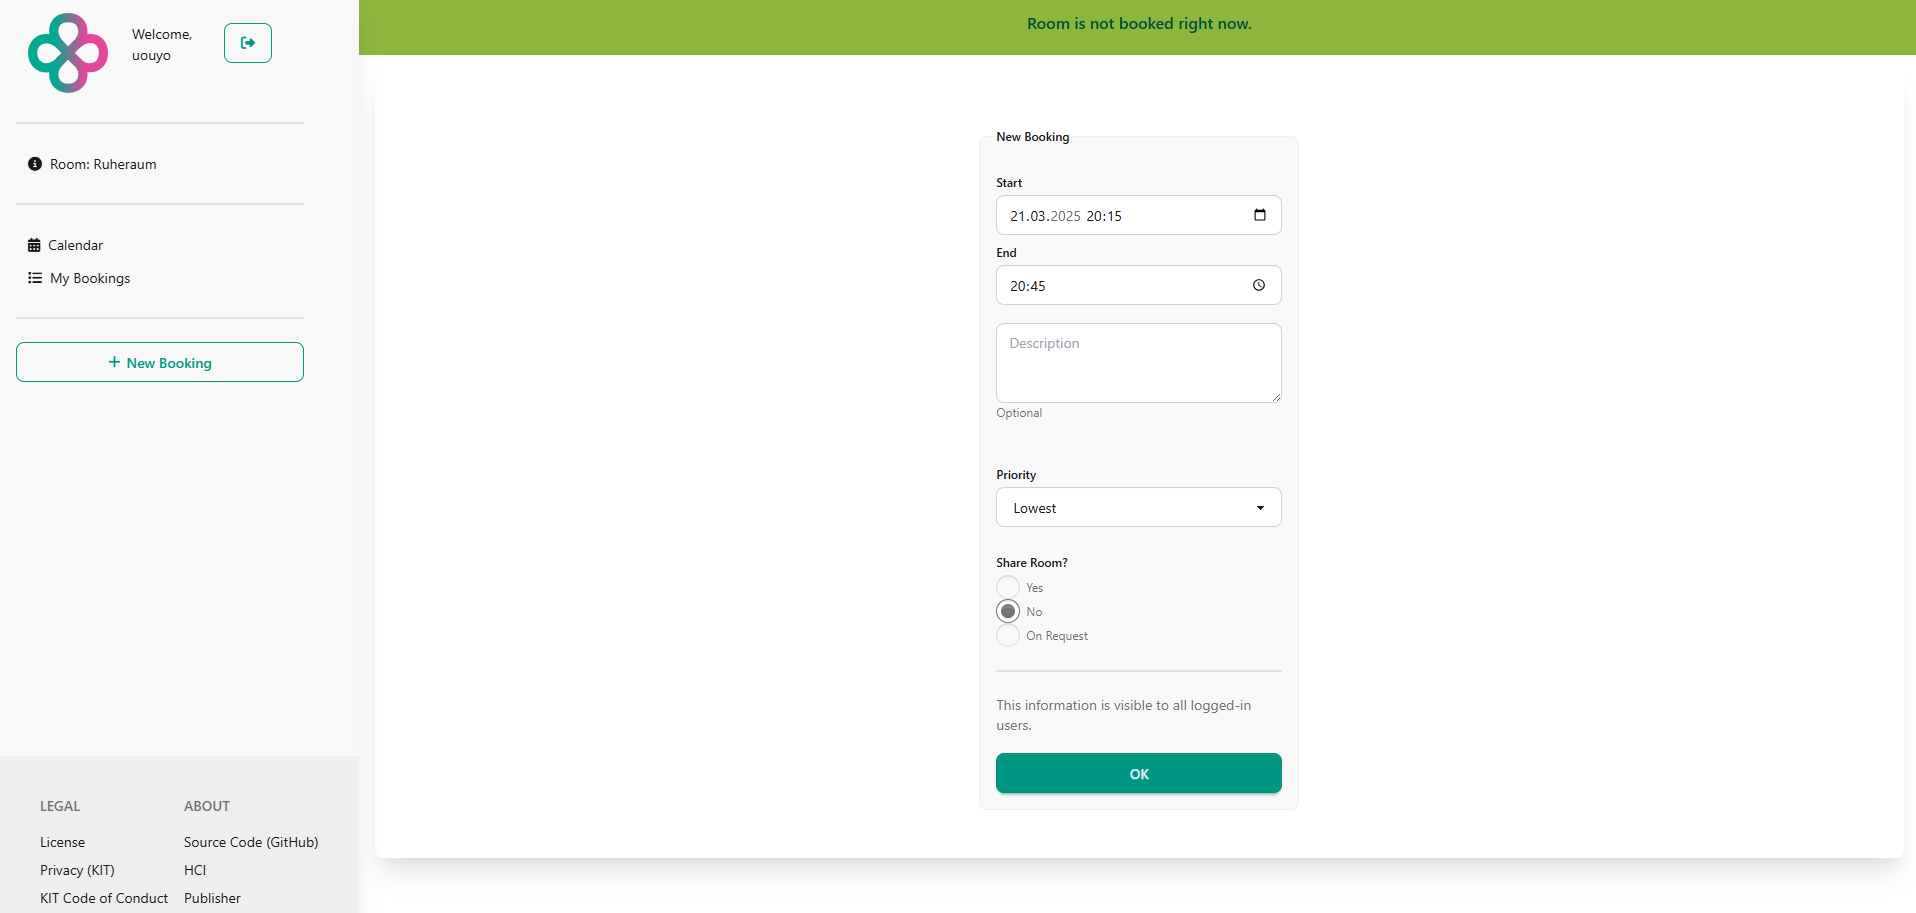 Welcome,
uouyo
Room: Ruheraum
Calendar
My Bookings
+ New Booking
LEGAL
License
Privacy (KIT)
KIT Code of Conduct
ABOUT
Source Code (GitHub)
HCI
Publisher
Room is not booked right now.
New Booking
Start
21.03.2025 20:15
End
20:45
Description
Optional
Priority
Lowest
Share Room?
Yes
No
On Request
This information is visible to all logged-in
users.
OK